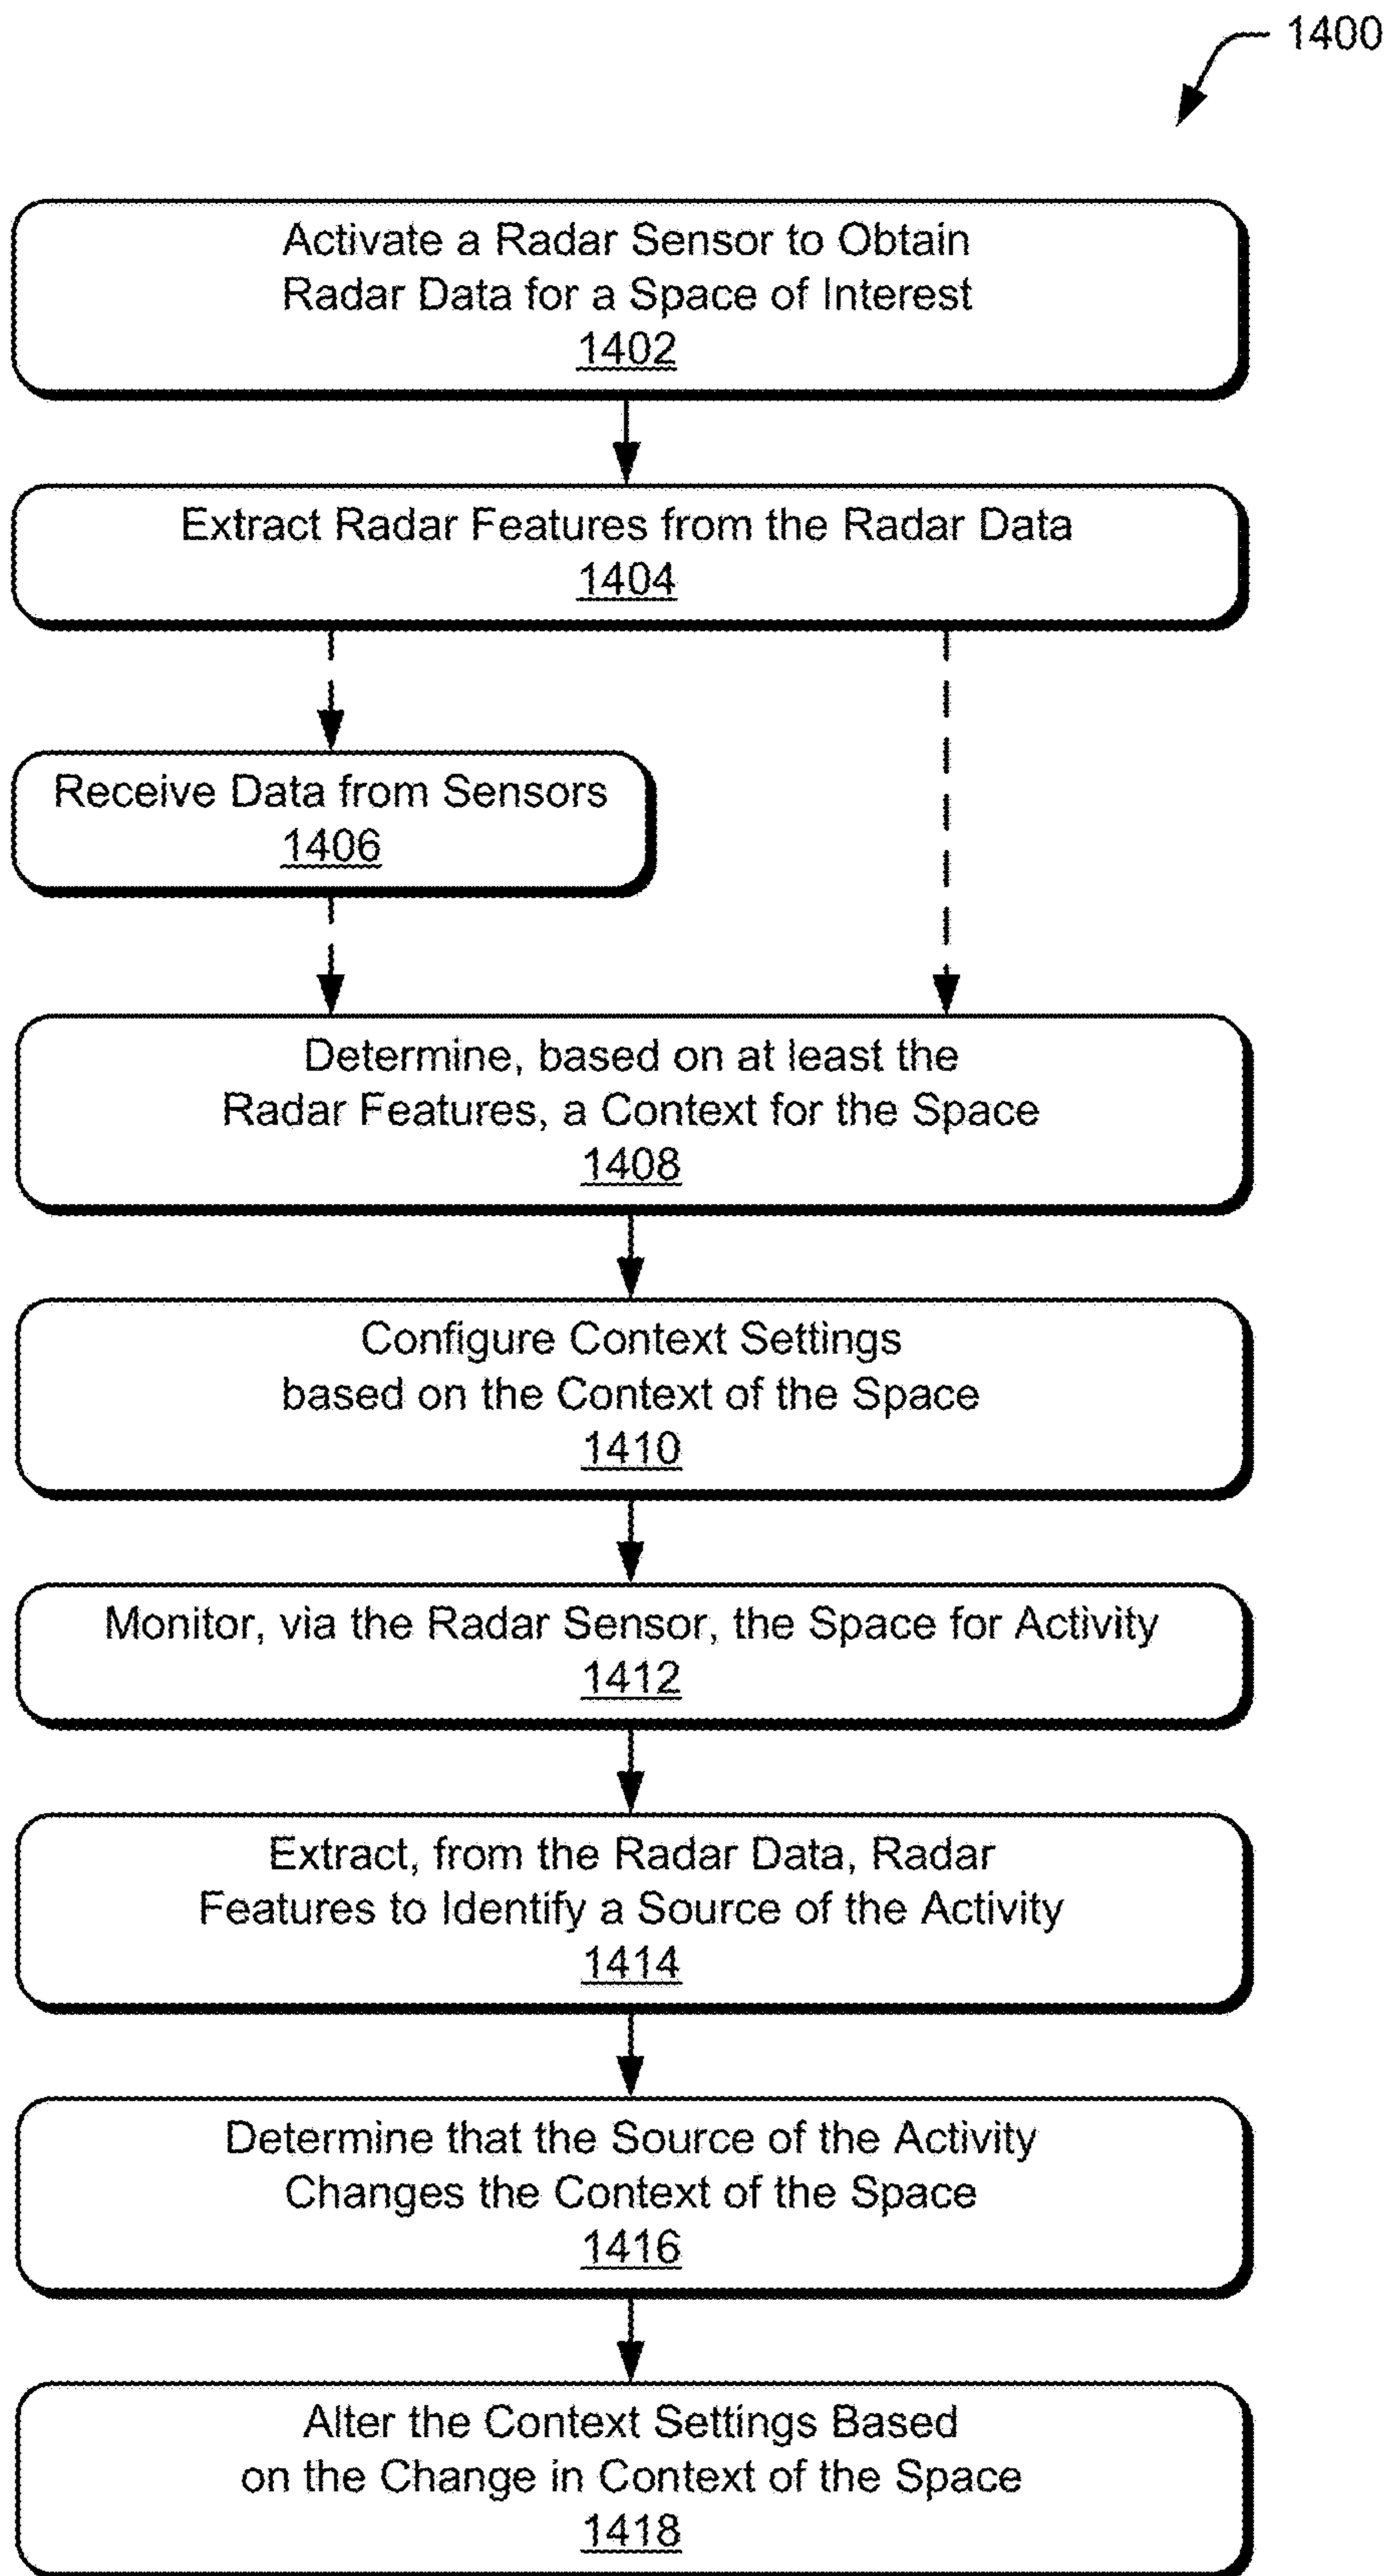 1400
Activate a Radar Sensor to Obtain
Radar Data for a Space of Interest
1402
Extract Radar Features from the Radar Data
1404
Receive Data from Sensors
1406
Determine, based on at least the
Radar Features, a Context for the Space
1408
Configure Context Settings
based on the Context of the Space
1410
Monitor, via the Radar Sensor, the Space for Activity
1412
Extract, from the Radar Data, Radar
Features to Identify a Source of the Activity
1414
Determine that the Source of the Activity
Changes the Context of the Space
1416
Alter the Context Settings Based
on the Change in Context of the Space
1418